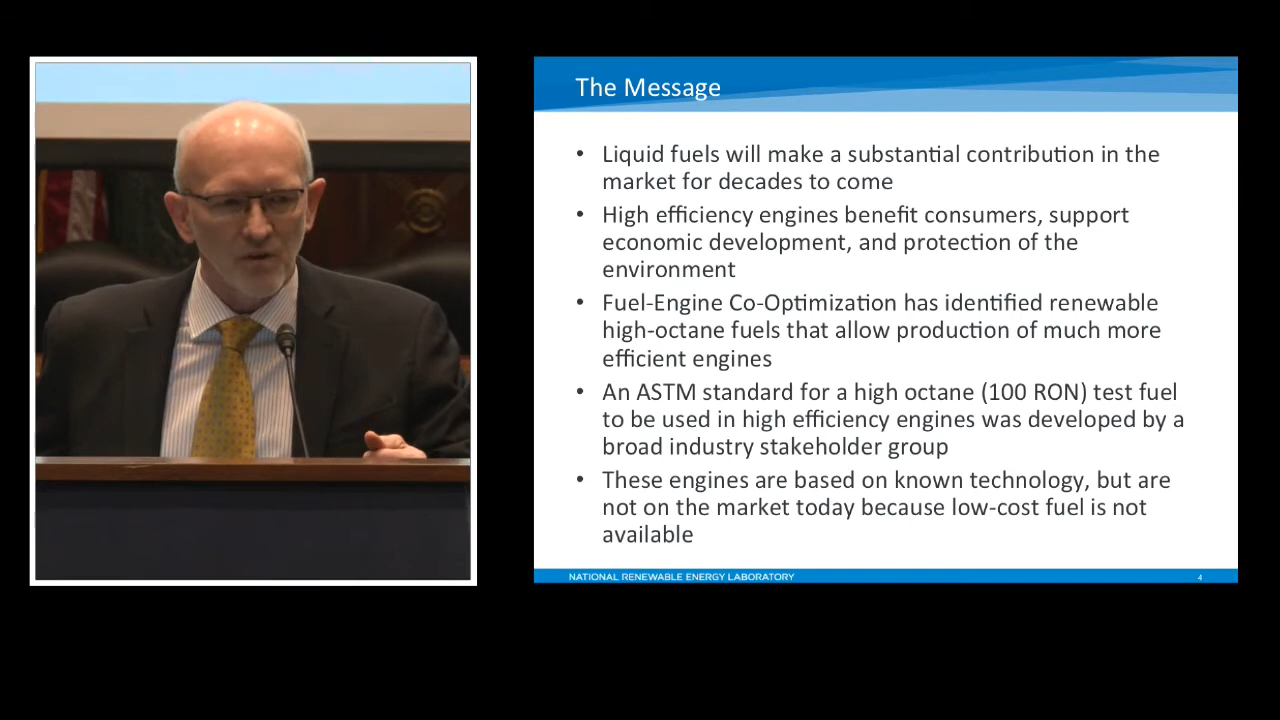 The Message
• Liquid fuels will make a substantial contribution in the
market for decades to come
• High efficiency engines benefit consumers, support
economic development, and protection of the
environment
• Fuel-Engine Co-Optimization has identified renewable
high-octane fuels that allow production of much more
efficient engines
• An ASTM standard for a high octane (100 RON) test fuel
to be used in high efficiency engines was developed by a
broad industry stakeholder group
• These engines are based on known technology, but are
not on the market today because low-cost fuel is not
available
NATIONAL RENEWABLE ENERGY LABORATORY
4